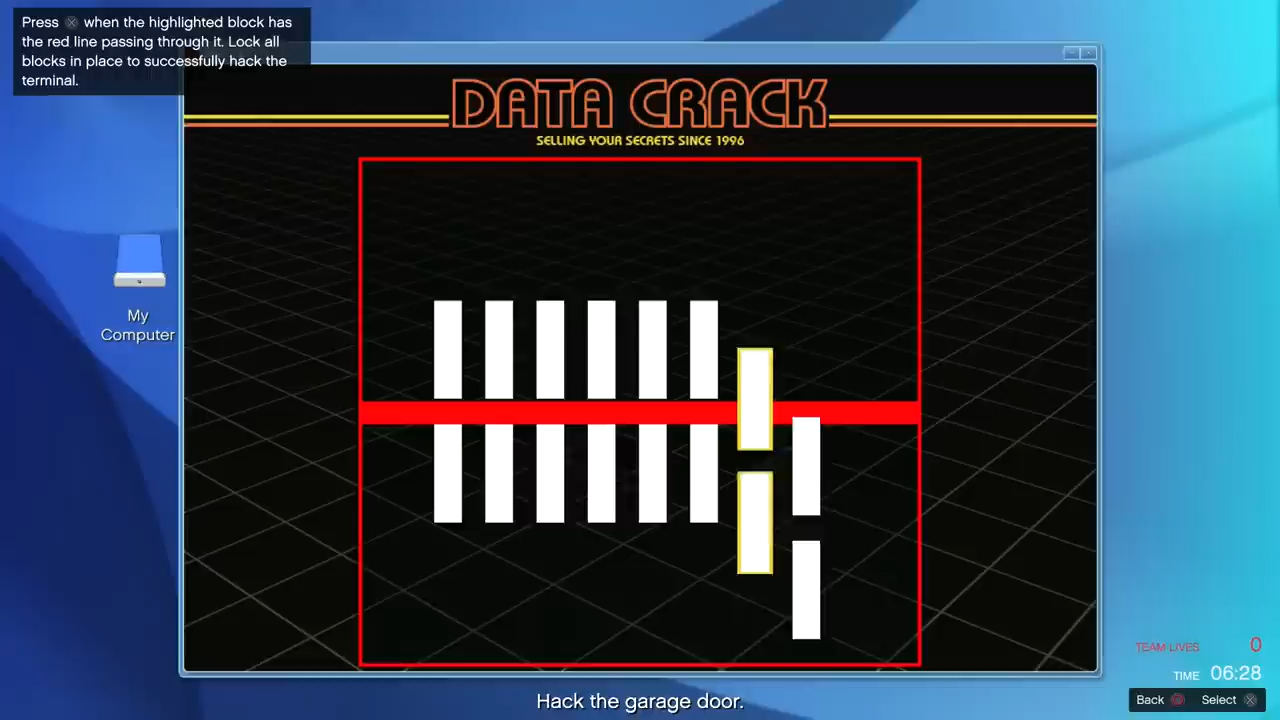 Press ⊗ when the highlighted block has
the red line passing through it. Lock all
blocks in place to successfully hack the
terminal.
DATA CRACK
SELLING YOUR SECRETS SINCE 1996
My
Computer
TEAM LIVES 0
TIME 06:28
Back Select
Hack the garage door.